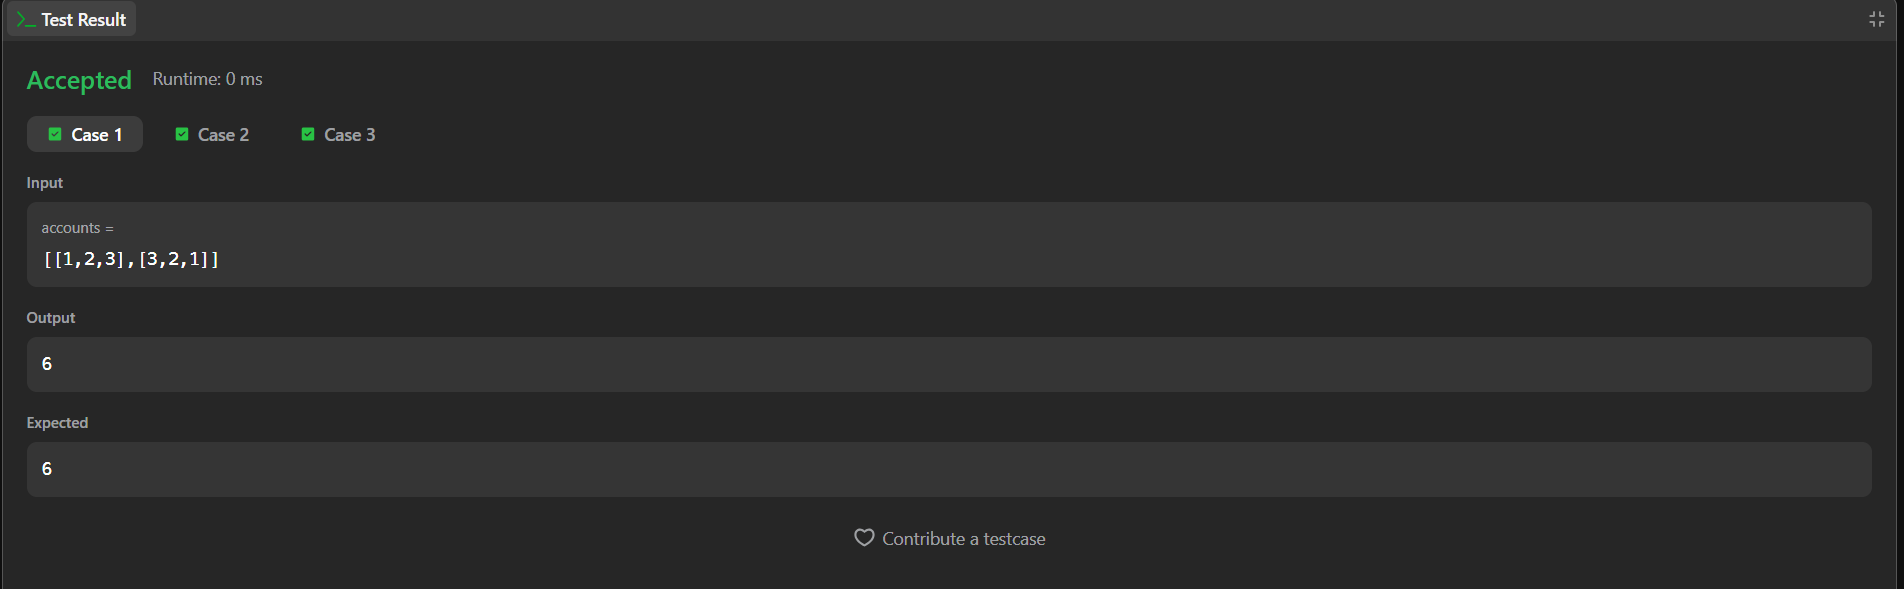 Test Result
Accepted Runtime: 0 ms
Case 1 Case 2 Case 3
Input
accounts =
[[1,2,3],[3,2,1]]
Output
6
Expected
6
Contribute a testcase